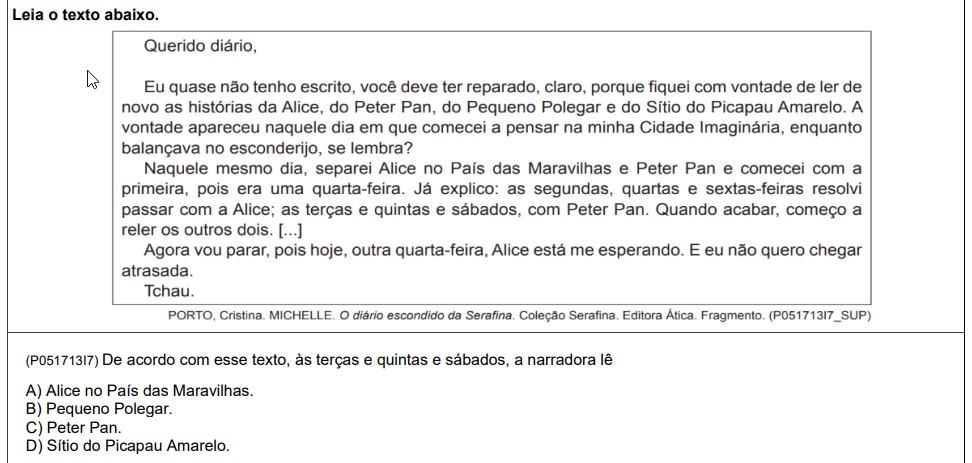 Leia o texto abaixo.
Querido diário,
Eu quase não tenho escrito, você deve ter reparado, claro, porque fiquei com vontade de ler de
novo as histórias da Alice, do Peter Pan, do Pequeno Polegar e do Sítio do Picapau Amarelo. A
vontade apareceu naquele dia em que comecei a pensar na minha Cidade Imaginária, enquanto
balançava no esconderijo, se lembra?
Naquele mesmo dia, separei Alice no País das Maravilhas e Peter Pan e comecei com a
primeira, pois era uma quarta-feira. Já explico: as segundas, quartas e sextas-feiras resolvi
passar com a Alice; as terças e quintas e sábados, com Peter Pan. Quando acabar, começo a
reler os outros dois. [...]
Agora vou parar, pois hoje, outra quarta-feira, Alice está me esperando. E eu não quero chegar
atrasada.
Tchau.
PORTO, Cristina. MICHELLE. O diário escondido da Serafina. Coleção Serafina. Editora Ática. Fragmento. (P051713I7_SUP)
(P051713I7) De acordo com esse texto, às terças e quintas e sábados, a narradora lê
A) Alice no País das Maravilhas.
B) Pequeno Polegar.
C) Peter Pan.
D) Sítio do Picapau Amarelo.